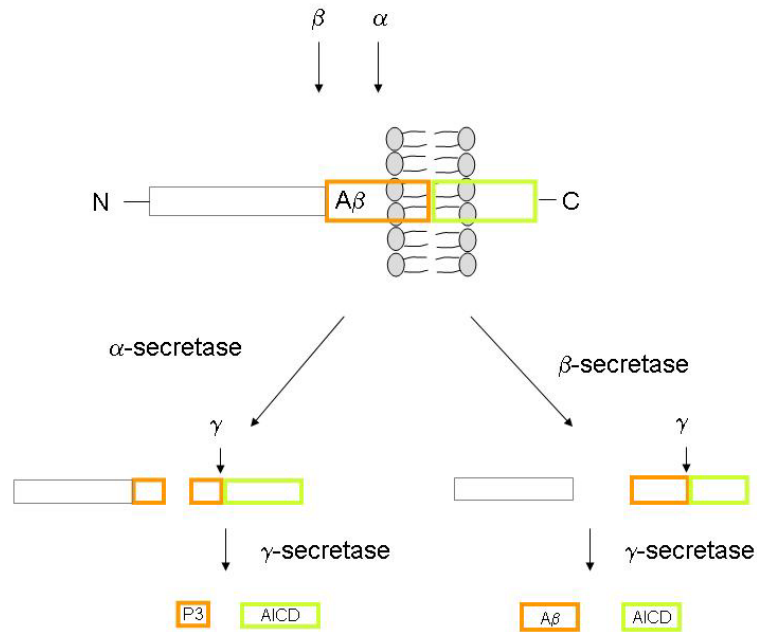 β α
N Aβ C
α-secretase
β-secretase
γ γ
γ-secretase γ-secretase
P3 AICD Aβ AICD